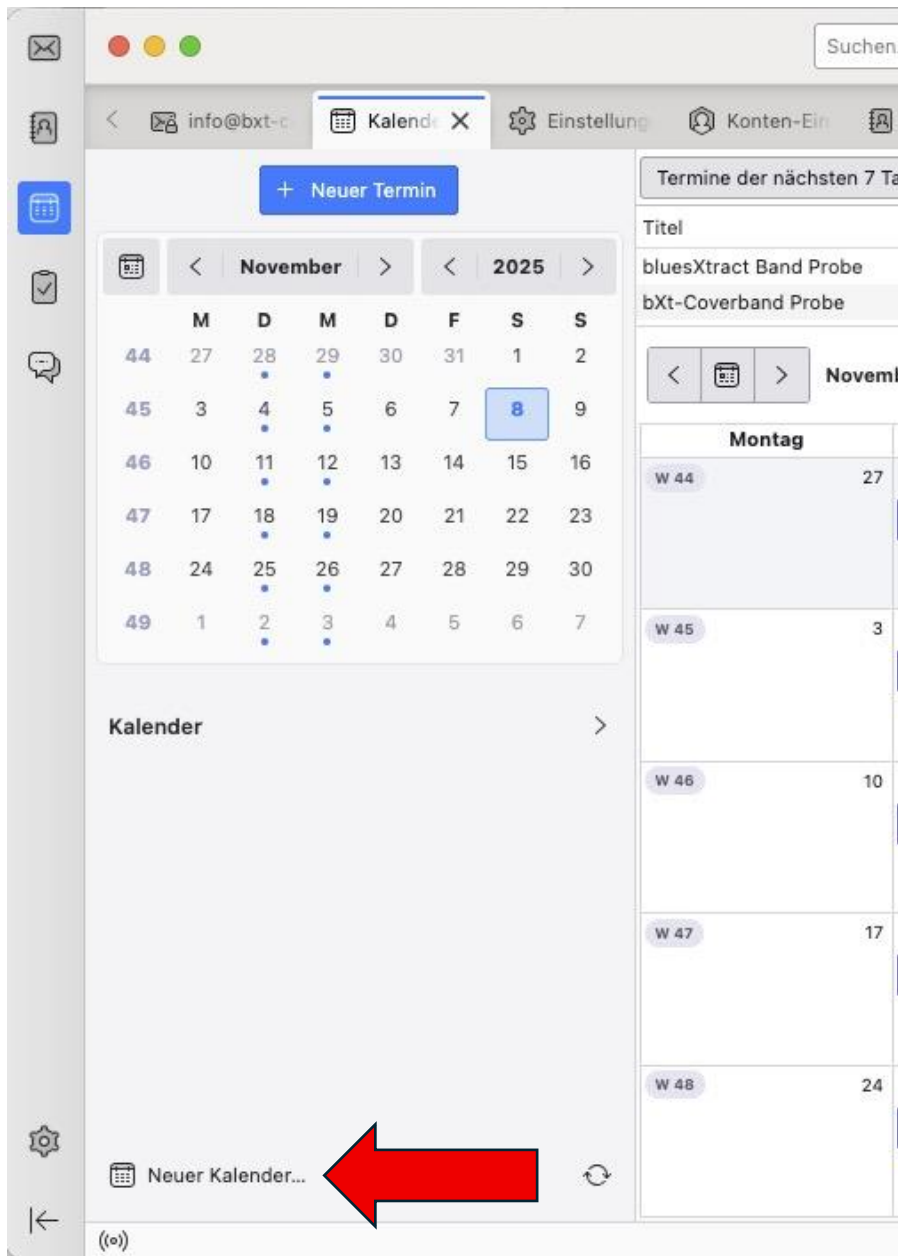 Suchen
info@bxt-c
Kalende
Einstellung
Konten-Ein
+ Neuer Termin
November 2025
M D M D F S S
44 27 28 29 30 31 1 2
45 3 4 5 6 7 8 9
46 10 11 12 13 14 15 16
47 17 18 19 20 21 22 23
48 24 25 26 27 28 29 30
49 1 2 3 4 5 6 7
Kalender
Neuer Kalender...
Termine der nächsten 7 Ta
Titel
bluesXtract Band Probe
bXt-Coverband Probe
Novemb
Montag
W 44 27
W 45 3
W 46 10
W 47 17
W 48 24